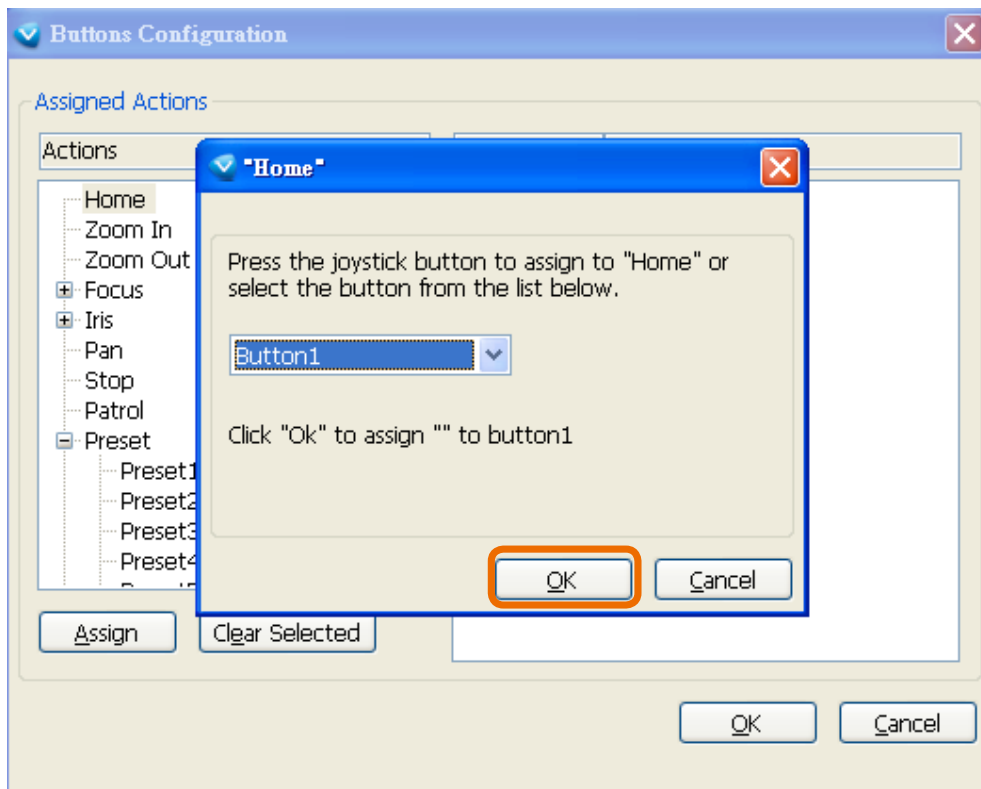 Buttons Configuration
Assigned Actions
Actions
Home
Zoom In
Zoom Out
Focus
Iris
Pan
Stop
Patrol
Preset
Preset1
Preset2
Preset3
Preset4
"Home"
Press the joystick button to assign to "Home" or
select the button from the list below.
Button1
Click "Ok" to assign "" to button1
OK Cancel
Assign Clear Selected
OK Cancel